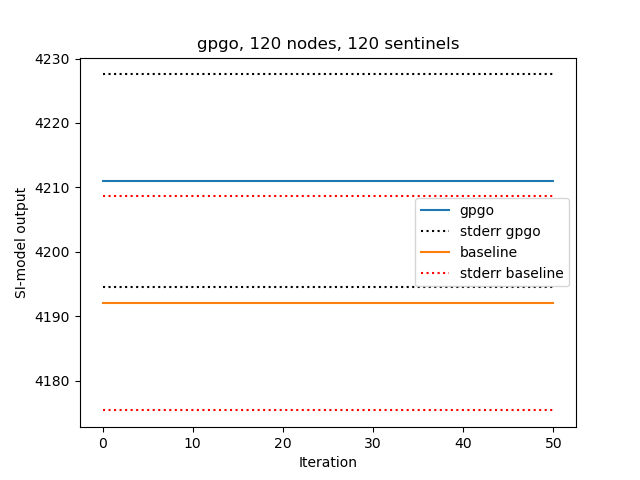 gpgo, 120 nodes, 120 sentinels
SI-model output
4230
4220
4210
4200
4190
4180
gpgo
stderr gpgo
baseline
stderr baseline
0 10 20 30 40 50
Iteration